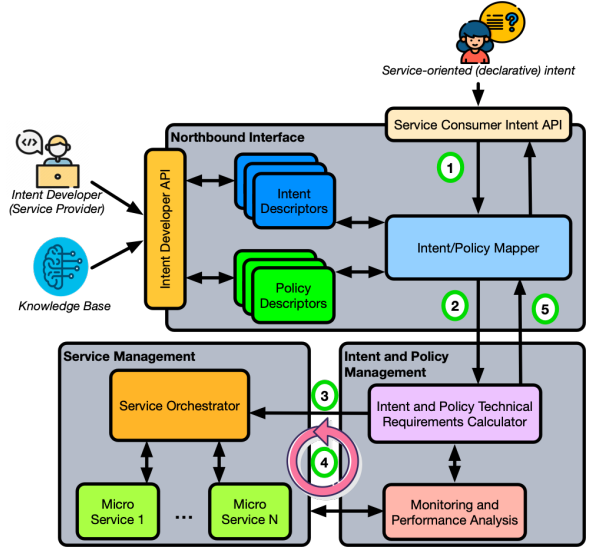 Service-oriented (declarative) intent
Service Consumer Intent API
Northbound Interface
1
</>
Intent Developer
(Service Provider)
Intent Developer API
Intent
Descriptors
Intent/Policy Mapper
Knowledge Base
Policy
Descriptors
2
5
Service Management
Intent and Policy
Management
Service Orchestrator
3
Intent and Policy Technical
Requirements Calculator
4
Micro
Service 1
...
Micro
Service N
Monitoring and
Performance Analysis